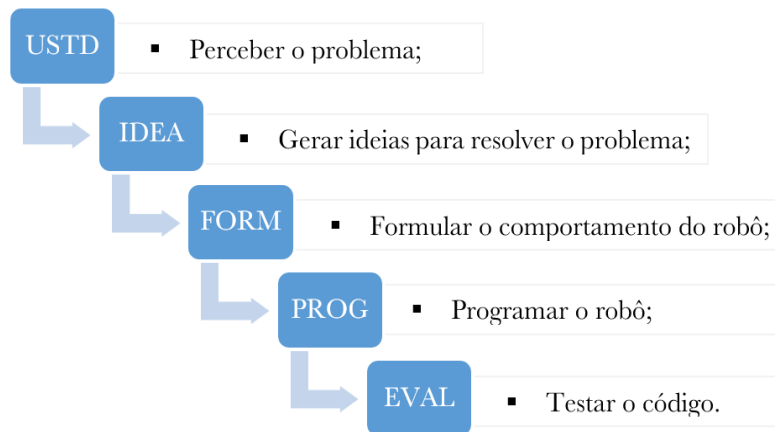 USTD
▪ Perceber o problema;
IDEA
▪ Gerar ideias para resolver o problema;
FORM
▪ Formular o comportamento do robô;
PROG
▪ Programar o robô;
EVAL
▪ Testar o código.